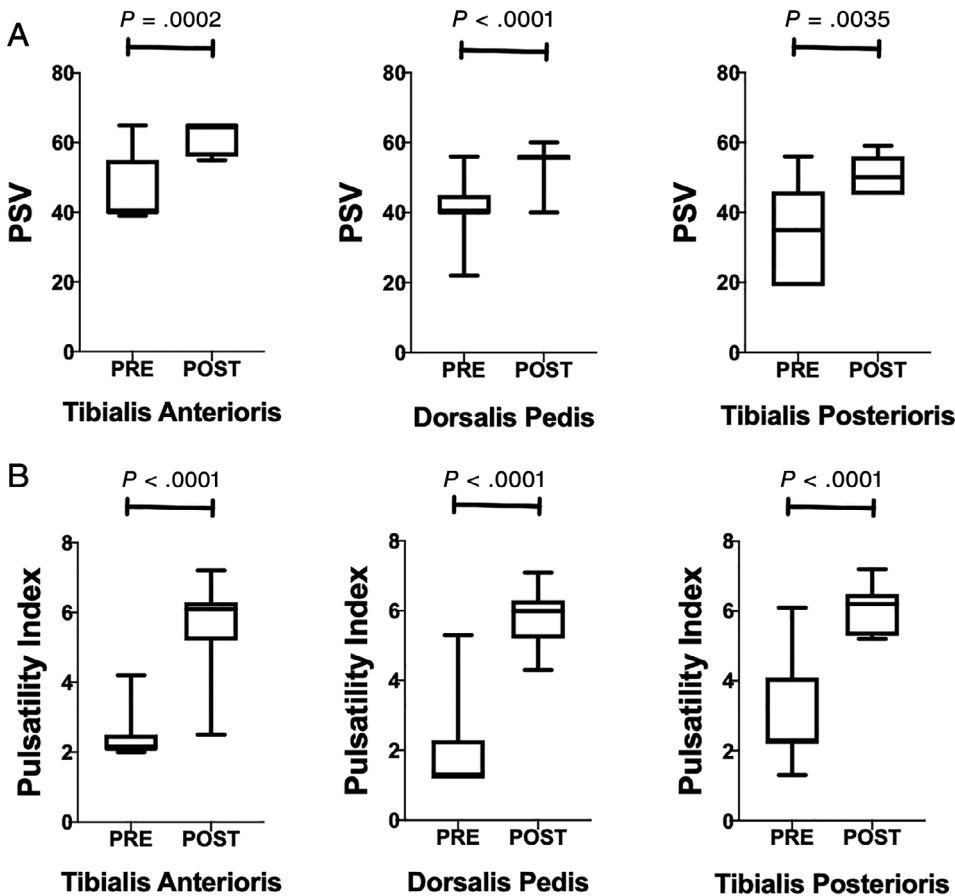 A
P = .0002
P < .0001
P = .0035
PSV
80
60
40
20
0
PRE POST
Tibialis Anterioris
PSV
80
60
40
20
0
PRE POST
Dorsalis Pedis
PSV
80
60
40
20
0
PRE POST
Tibialis Posterioris
B
P < .0001
P < .0001
P < .0001
Pulsatility Index
8
6
4
2
0
PRE POST
Tibialis Anterioris
Pulsatility Index
8
6
4
2
0
PRE POST
Dorsalis Pedis
Pulsatility Index
8
6
4
2
0
PRE POST
Tibialis Posterioris